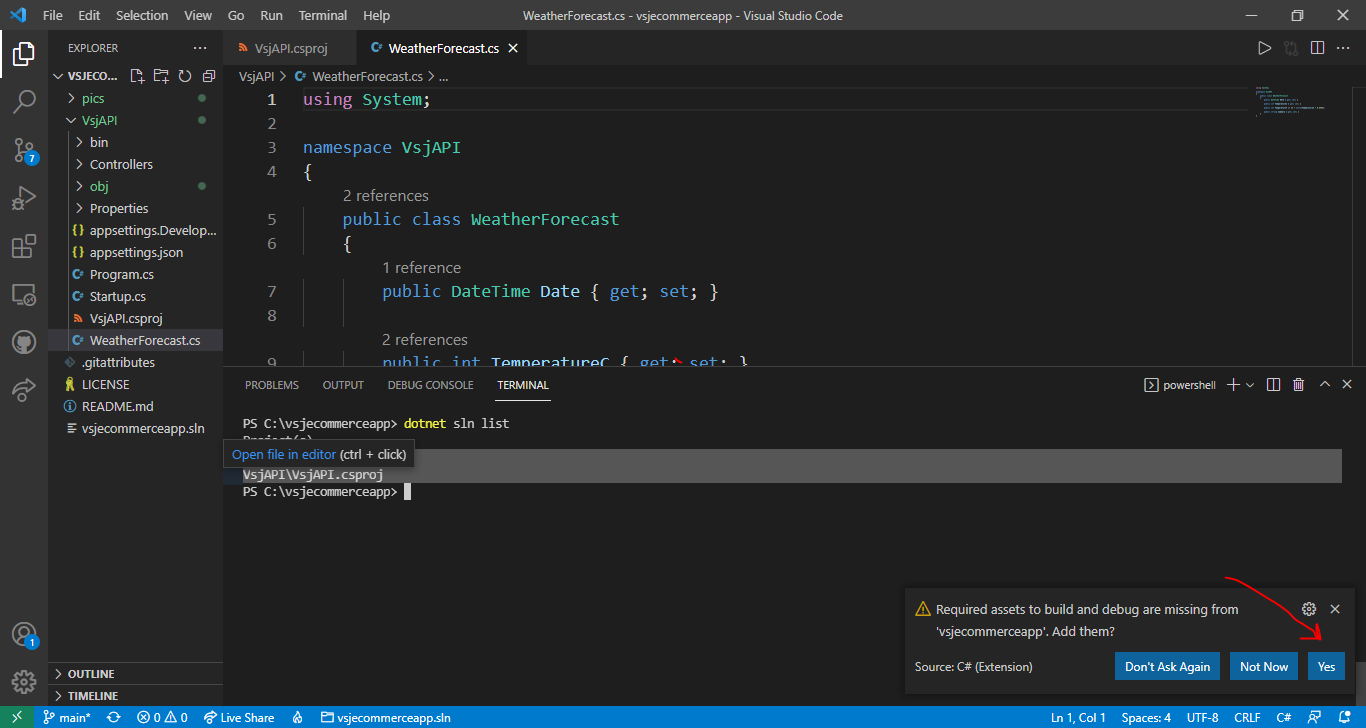 File Edit Selection View Go Run Terminal Help WeatherForecast.cs - vsjecommerceapp - Visual Studio Code
EXPLORER ...
VSJECO...
pics
VsjAPI
bin
Controllers
obj
Properties
{} appsettings.Develop...
{} appsettings.json
C# Program.cs
C# Startup.cs
VsjAPI.csproj
C# WeatherForecast.cs
.gitattributes
LICENSE
README.md
vsjecommerceapp.sln
OUTLINE
TIMELINE
7
1
VsjAPI.csproj C# WeatherForecast.cs
VsjAPI > C# WeatherForecast.cs > ...
1 using System;
2
3 namespace VsjAPI
4 {
2 references
5 public class WeatherForecast
6 {
1 reference
7 public DateTime Date { get; set; }
8
2 references
9 public int TemperatureC { get; set; }
PROBLEMS OUTPUT DEBUG CONSOLE TERMINAL powershell
PS C:\vsjecommerceapp> dotnet sln list
Project(s)
Open file in editor (ctrl + click)
VsjAPI\VsjAPI.csproj
PS C:\vsjecommerceapp>
Required assets to build and debug are missing from
'vsjecommerceapp'. Add them?
Source: C# (Extension) Don't Ask Again Not Now Yes
main* 0 0 Live Share vsjecommerceapp.sln Ln 1, Col 1 Spaces: 4 UTF-8 CRLF C#